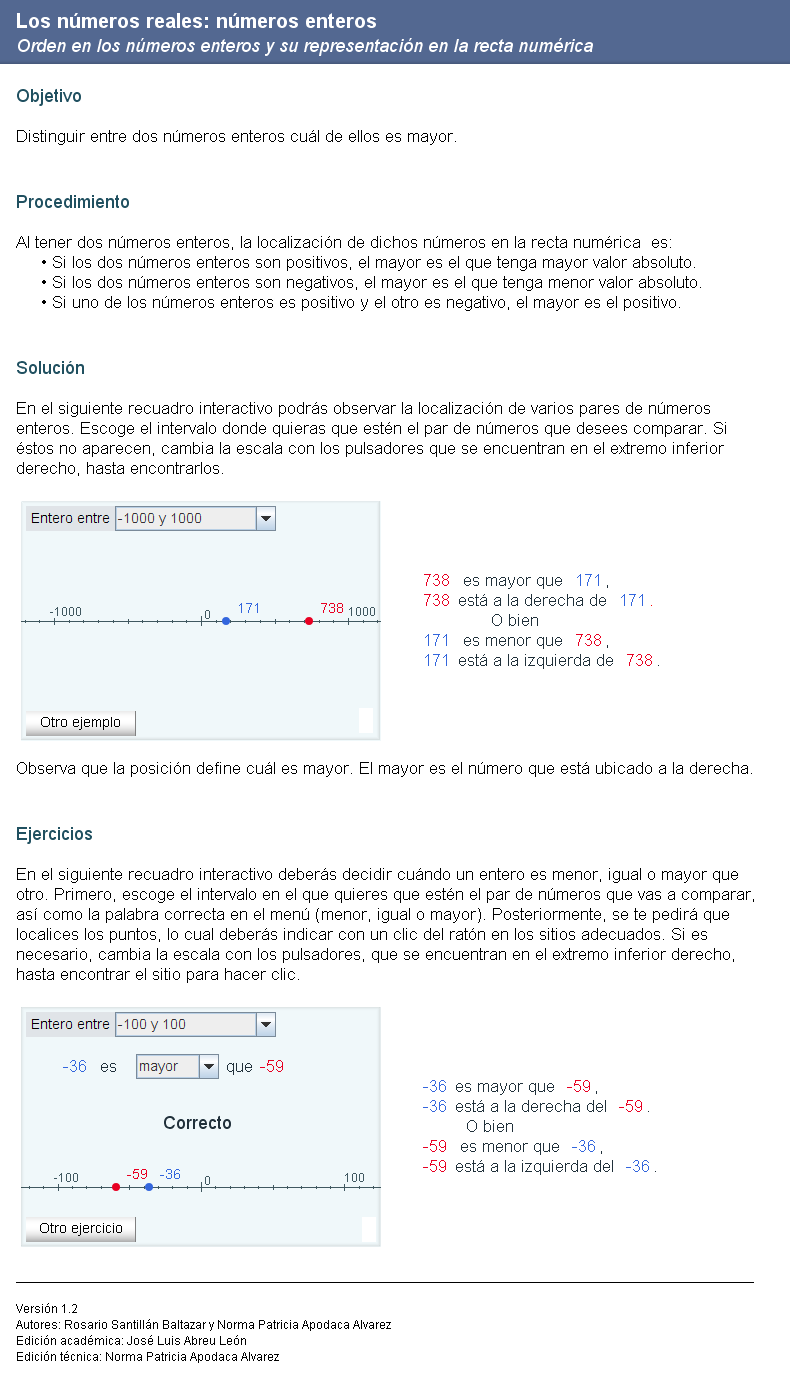 Los números reales: números enteros
Orden en los números enteros y su representación en la recta numérica
Objetivo
Distinguir entre dos números enteros cuál de ellos es mayor.
Procedimiento
Al tener dos números enteros, la localización de dichos números en la recta numérica es:
• Si los dos números enteros son positivos, el mayor es el que tenga mayor valor absoluto.
• Si los dos números enteros son negativos, el mayor es el que tenga menor valor absoluto.
• Si uno de los números enteros es positivo y el otro es negativo, el mayor es el positivo.
Solución
En el siguiente recuadro interactivo podrás observar la localización de varios pares de números
enteros. Escoge el intervalo donde quieras que estén el par de números que desees comparar. Si
éstos no aparecen, cambia la escala con los pulsadores que se encuentran en el extremo inferior
derecho, hasta encontrarlos.
Entero entre -1000 y 1000
-1000 0 171 738 1000
Otro ejemplo
738 es mayor que 171,
738 está a la derecha de 171.
O bien
171 es menor que 738,
171 está a la izquierda de 738.
Observa que la posición define cuál es mayor. El mayor es el número que está ubicado a la derecha.
Ejercicios
En el siguiente recuadro interactivo deberás decidir cuándo un entero es menor, igual o mayor que
otro. Primero, escoge el intervalo en el que quieres que estén el par de números que vas a comparar,
así como la palabra correcta en el menú (menor, igual o mayor). Posteriormente, se te pedirá que
localices los puntos, lo cual deberás indicar con un clic del ratón en los sitios adecuados. Si es
necesario, cambia la escala con los pulsadores, que se encuentran en el extremo inferior derecho,
hasta encontrar el sitio para hacer clic.
Entero entre -100 y 100
-36 es mayor que -59
Correcto
-100 -59 -36 0 100
Otro ejercicio
-36 es mayor que -59,
-36 está a la derecha del -59.
O bien
-59 es menor que -36,
-59 está a la izquierda del -36.
Versión 1.2
Autores: Rosario Santillán Baltazar y Norma Patricia Apodaca Alvarez
Edición académica: José Luis Abreu León
Edición técnica: Norma Patricia Apodaca Alvarez